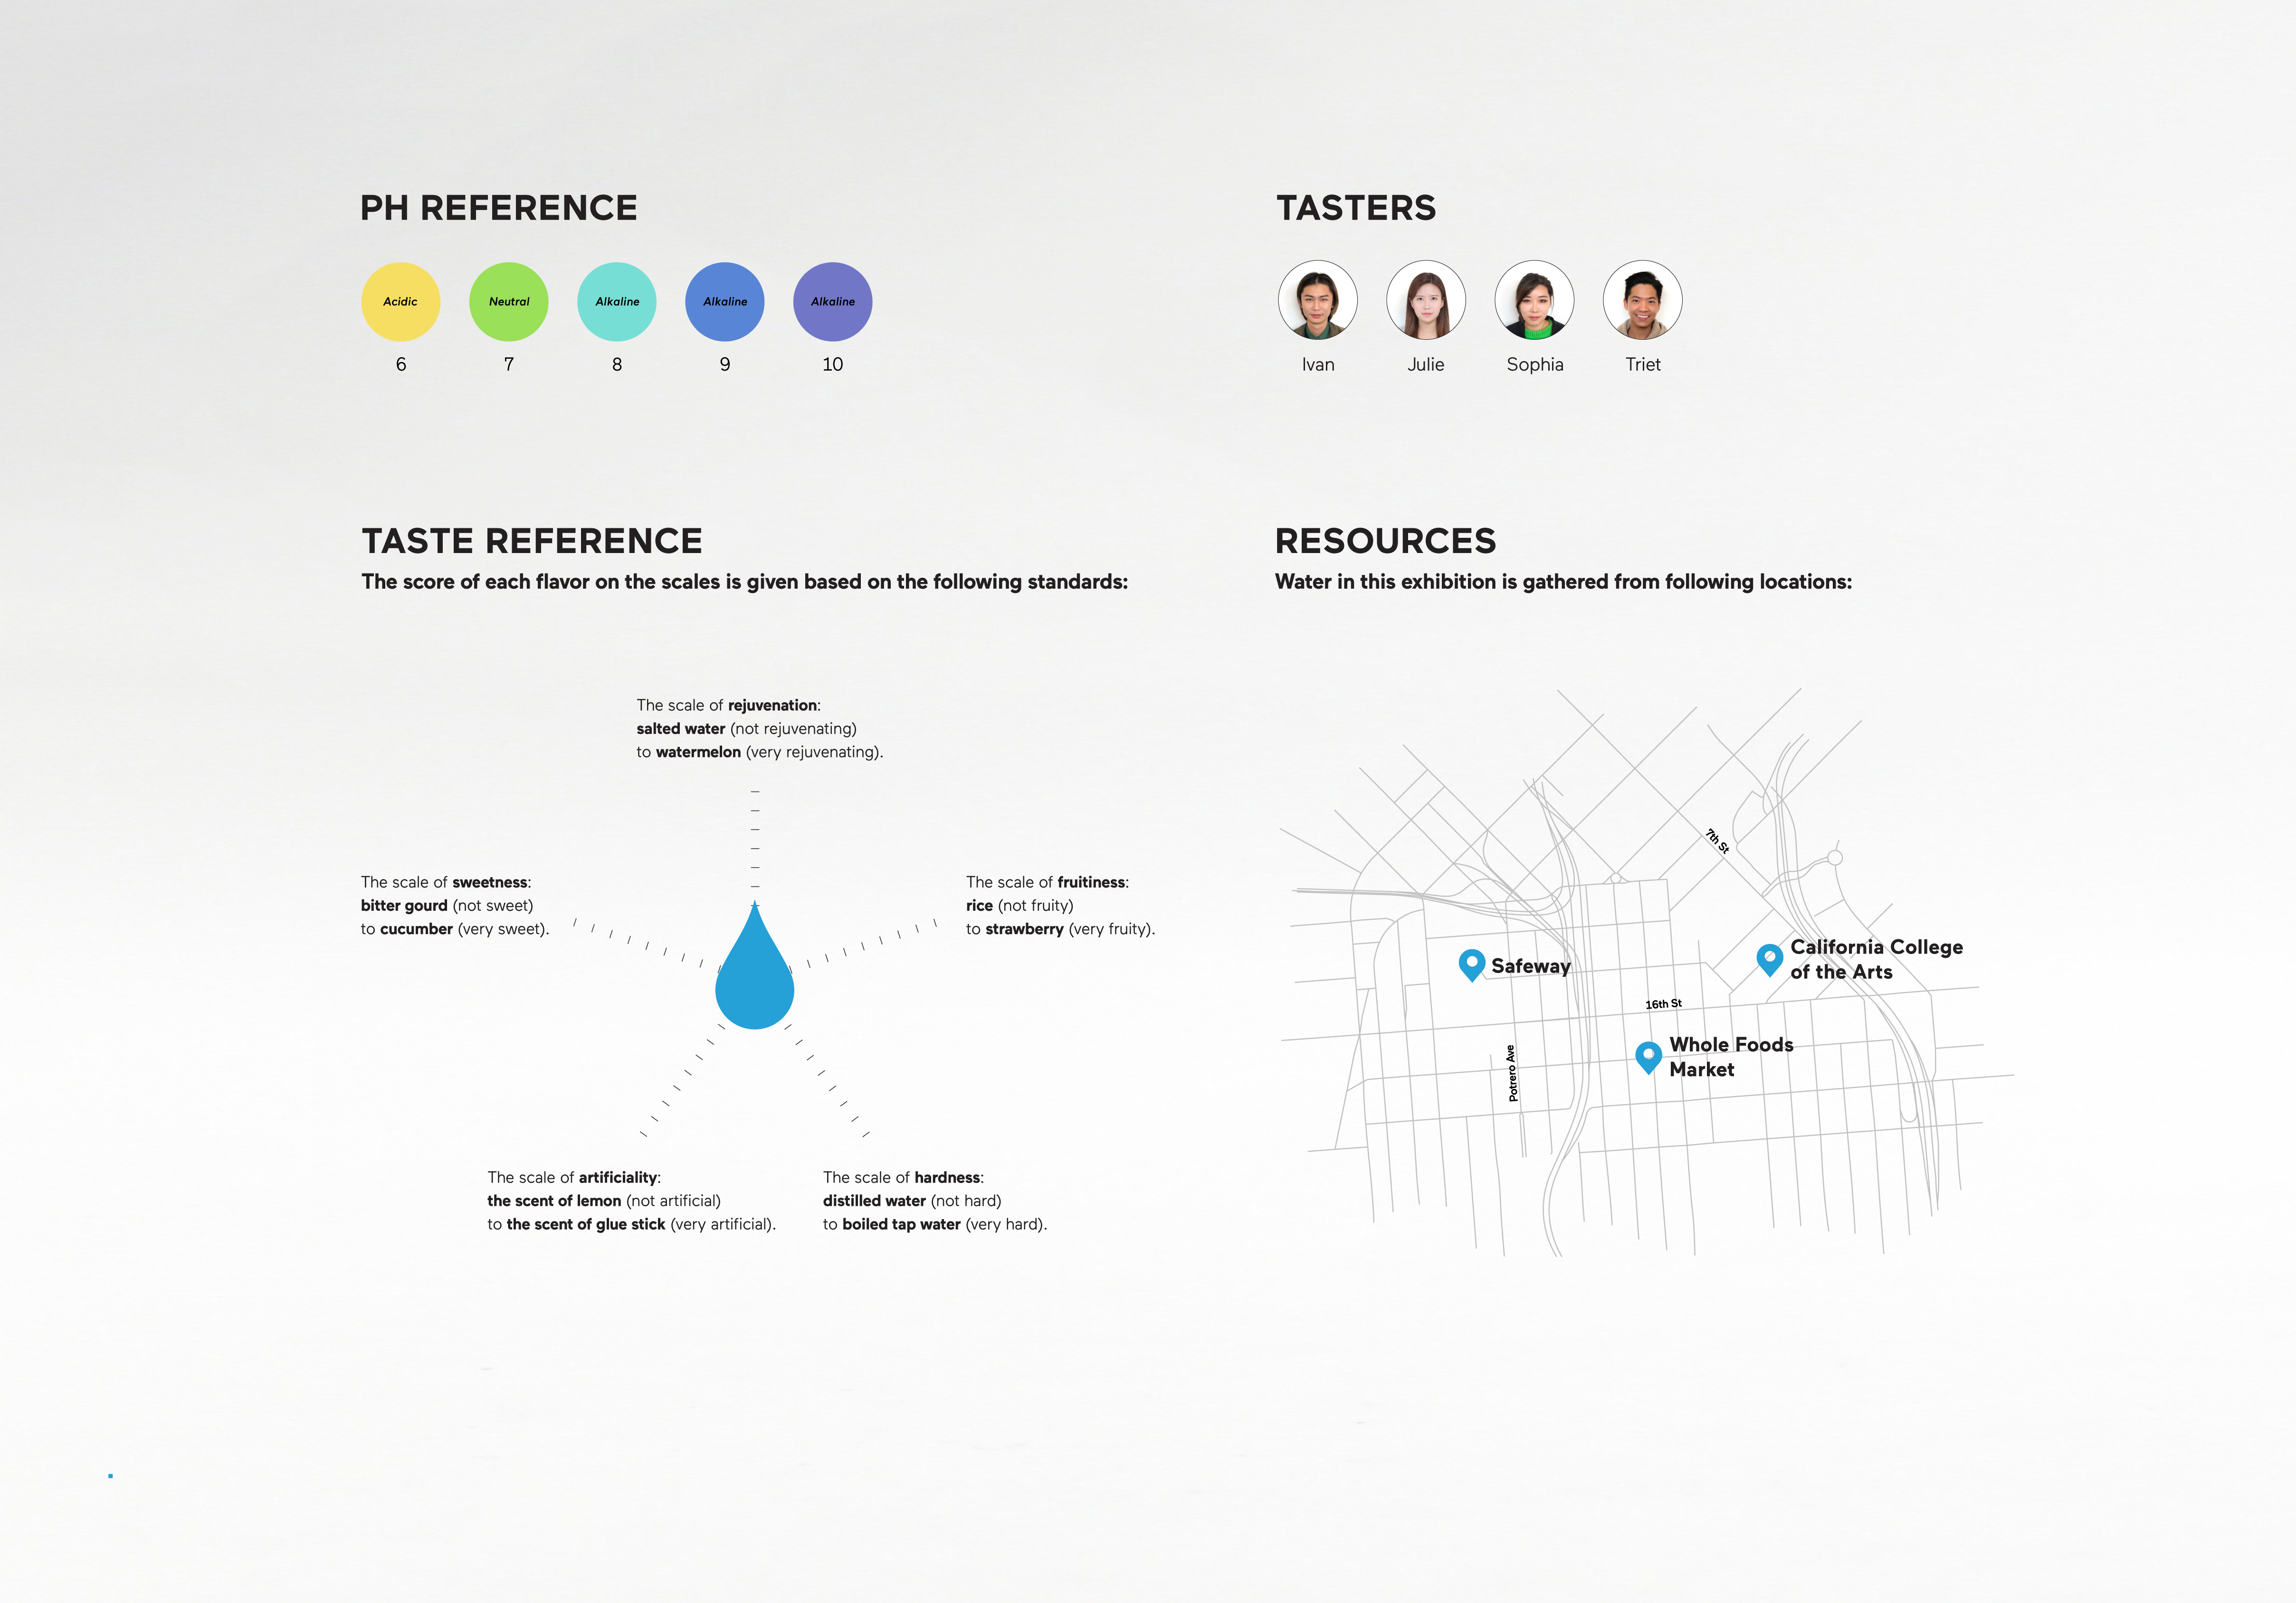 PH REFERENCE
Acidic
Neutral
Alkaline
Alkaline
Alkaline
6
7
8
9
10
TASTERS
Ivan
Julie
Sophia
Triet
TASTE REFERENCE
The score of each flavor on the scales is given based on the following standards:
The scale of rejuvenation:
salted water (not rejuvenating)
to watermelon (very rejuvenating).
The scale of sweetness:
bitter gourd (not sweet)
to cucumber (very sweet).
The scale of fruitiness:
rice (not fruity)
to strawberry (very fruity).
The scale of artificiality:
the scent of lemon (not artificial)
to the scent of glue stick (very artificial).
The scale of hardness:
distilled water (not hard)
to boiled tap water (very hard).
RESOURCES
Water in this exhibition is gathered from following locations:
7th St
California College
of the Arts
Safeway
16th St
Whole Foods
Market
Potrero Ave